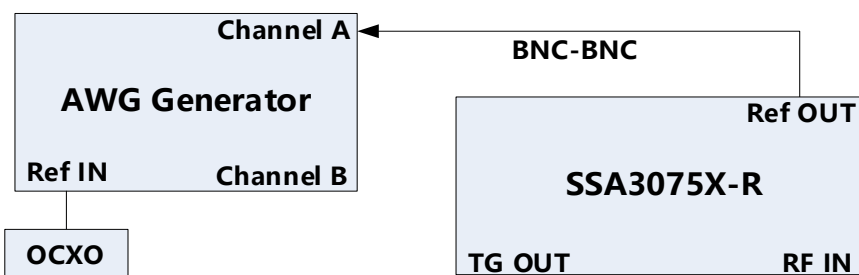 Channel A
BNC-BNC
AWG Generator
Ref OUT
Ref IN
Channel B
SSA3075X-R
OCXO
TG OUT
RF IN